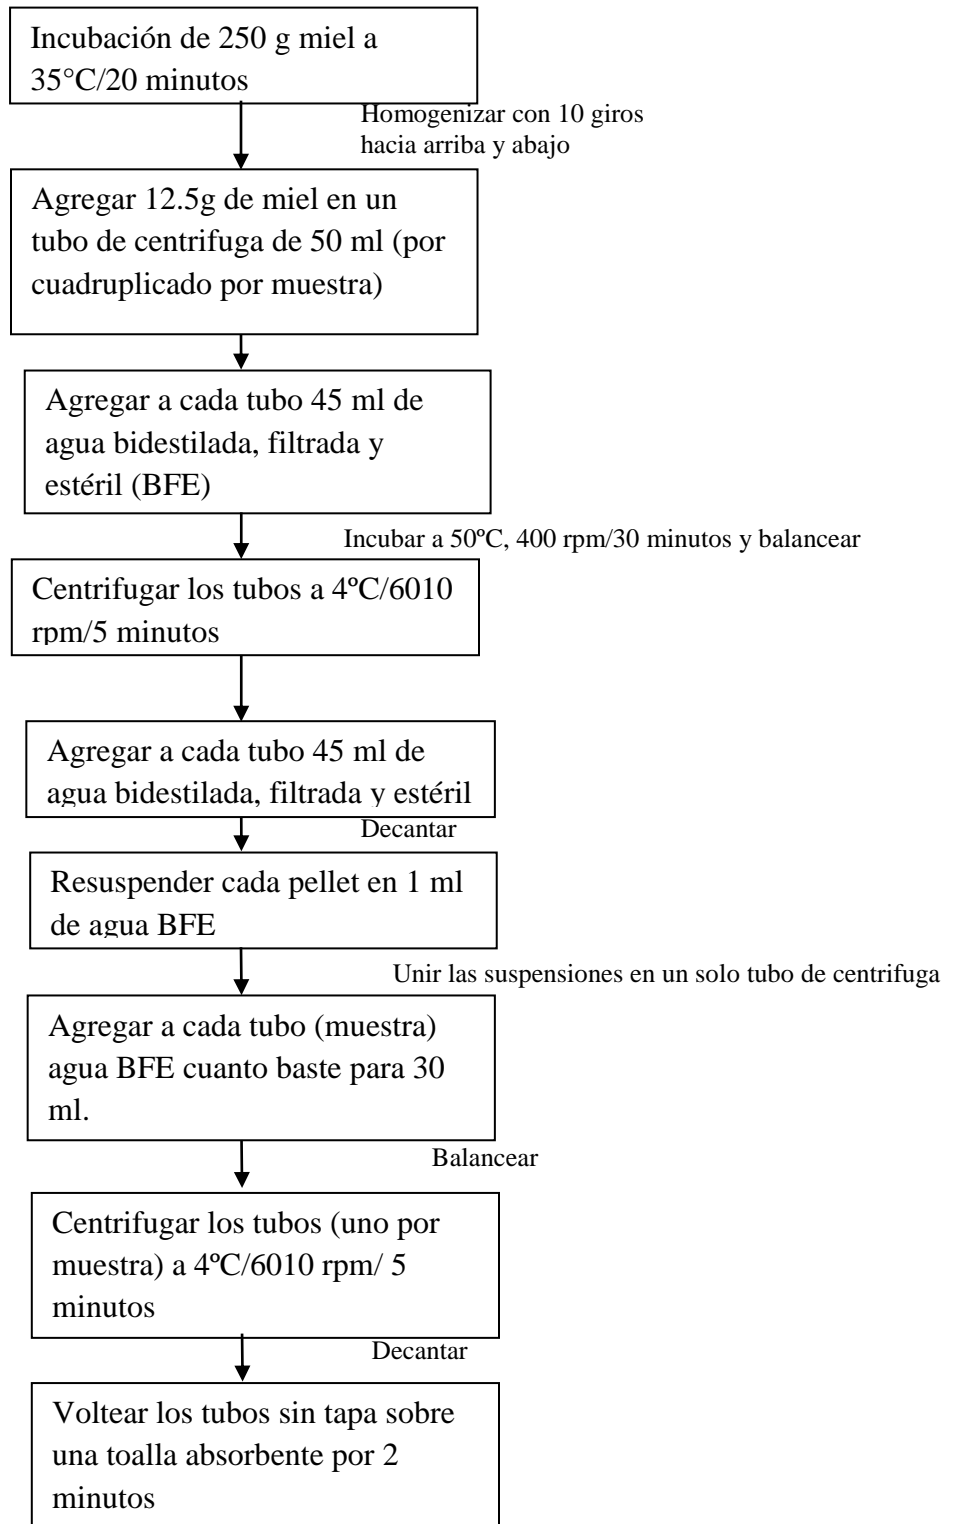 Incubación de 250 g miel a
35°C/20 minutos
Homogenizar con 10 giros
hacia arriba y abajo
Agregar 12.5g de miel en un
tubo de centrifuga de 50 ml (por
cuadruplicado por muestra)
Agregar a cada tubo 45 ml de
agua bidestilada, filtrada y
estéril (BFE)
Incubar a 50ºC, 400 rpm/30 minutos y balancear
Centrifugar los tubos a 4ºC/6010
rpm/5 minutos
Agregar a cada tubo 45 ml de
agua bidestilada, filtrada y estéril
Decantar
Resuspender cada pellet en 1 ml
de agua BFE
Unir las suspensiones en un solo tubo de centrifuga
Agregar a cada tubo (muestra)
agua BFE cuanto baste para 30
ml.
Balancear
Centrifugar los tubos (uno por
muestra) a 4ºC/6010 rpm/ 5
minutos
Decantar
Voltear los tubos sin tapa sobre
una toalla absorbente por 2
minutos